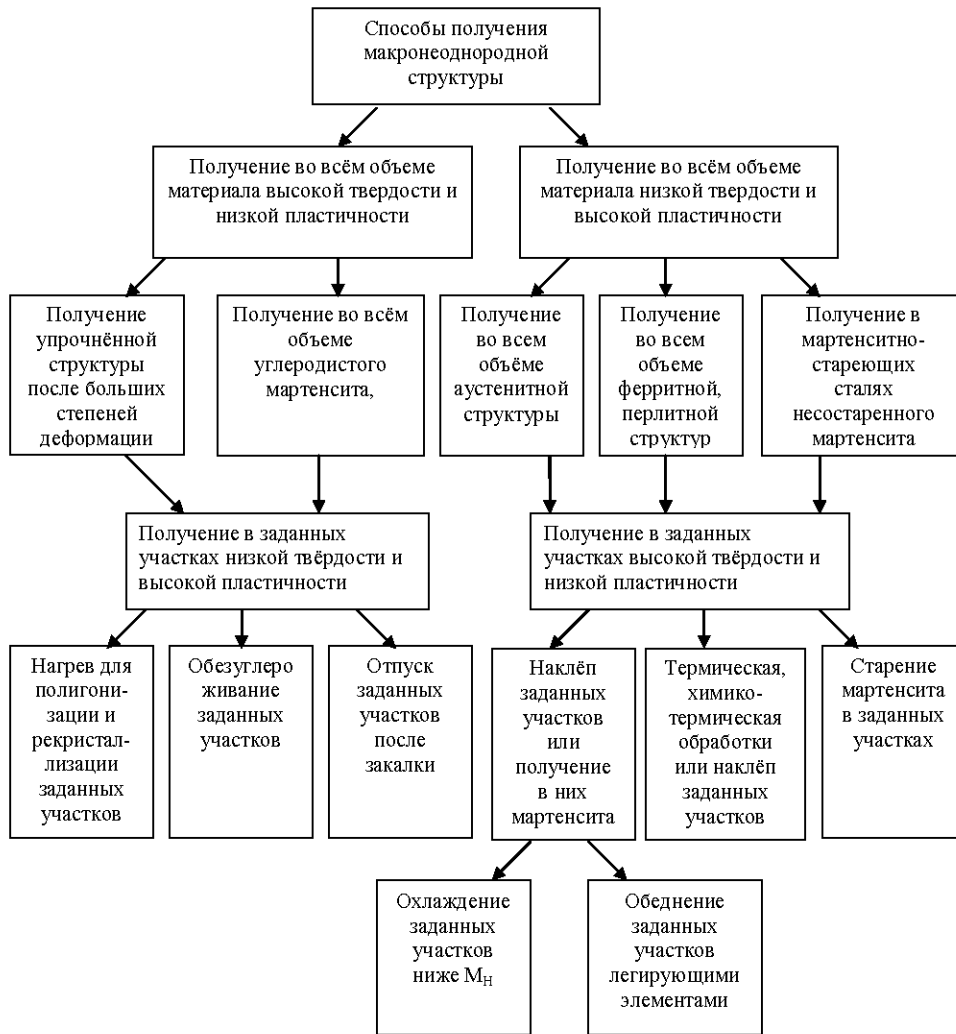 Способы получения
макронеоднородной
структуры
Получение во всём объеме
материала высокой твердости и
низкой пластичности
Получение во всём объеме
материала низкой твердости и
высокой пластичности
Получение
упрочнённой
структуры
после больших
степеней
деформации
Получение во всём
объеме
углеродистого
мартенсита,
Получение
во всем
объёме
аустенитной
структуры
Получение
во всем
объеме
ферритной,
перлитной
структур
Получение в
мартенситно-
стареющих
сталях
несостаренного
мартенсита
Получение в заданных
участках низкой твёрдости и
высокой пластичности
Получение в заданных
участках высокой твёрдости и
низкой пластичности
Нагрев для
полигони-
зации и
рекристал-
лизации
заданных
участков
Обезуглеро
живание
заданных
участков
Отпуск
заданных
участков
после
закалки
Наклёп
заданных
участков
или
получение
в них
мартенсита
Термическая,
химико-
термическая
обработки
или наклёп
заданных
участков
Старение
мартенсита
в заданных
участках
Охлаждение
заданных
участков
ниже Mн
Обеднение
заданных
участков
легирующими
элементами